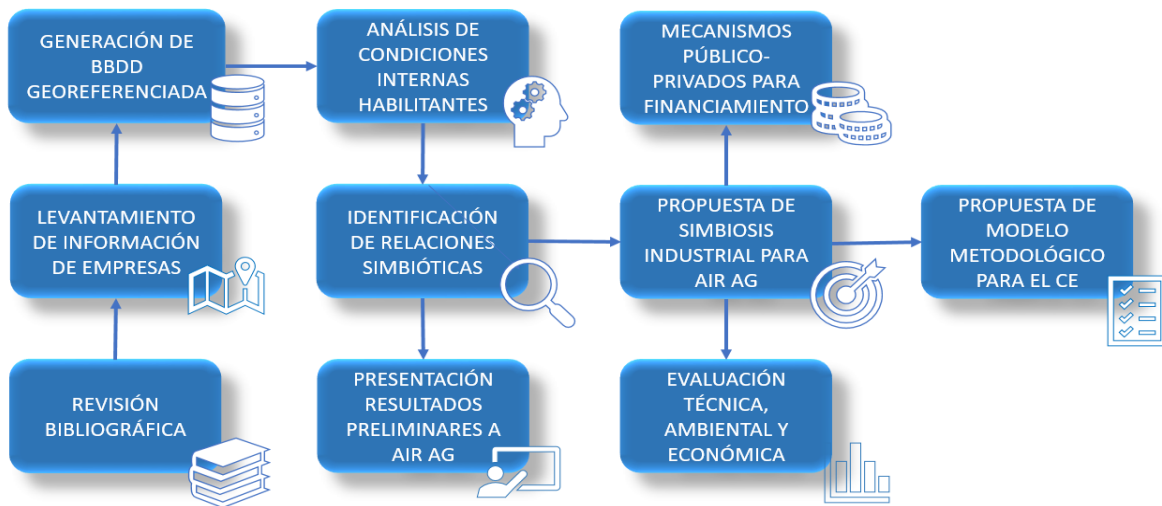 GENERACIÓN DE
BBDD
GEOREFERENCIADA
ANÁLISIS DE
CONDICIONES
INTERNAS
HABILITANTES
MECANISMOS
PÚBLICO-
PRIVADOS PARA
FINANCIAMIENTO
LEVANTAMIENTO
DE INFORMACIÓN
DE EMPRESAS
IDENTIFICACIÓN
DE RELACIONES
SIMBIÓTICAS
PROPUESTA DE
SIMBIOSIS
INDUSTRIAL PARA
AIR AG
PROPUESTA DE
MODELO
METODOLÓGICO
PARA EL CE
REVISIÓN
BIBLIOGRÁFICA
PRESENTACIÓN
RESULTADOS
PRELIMINARES A
AIR AG
EVALUACIÓN
TÉCNICA,
AMBIENTAL Y
ECONÓMICA